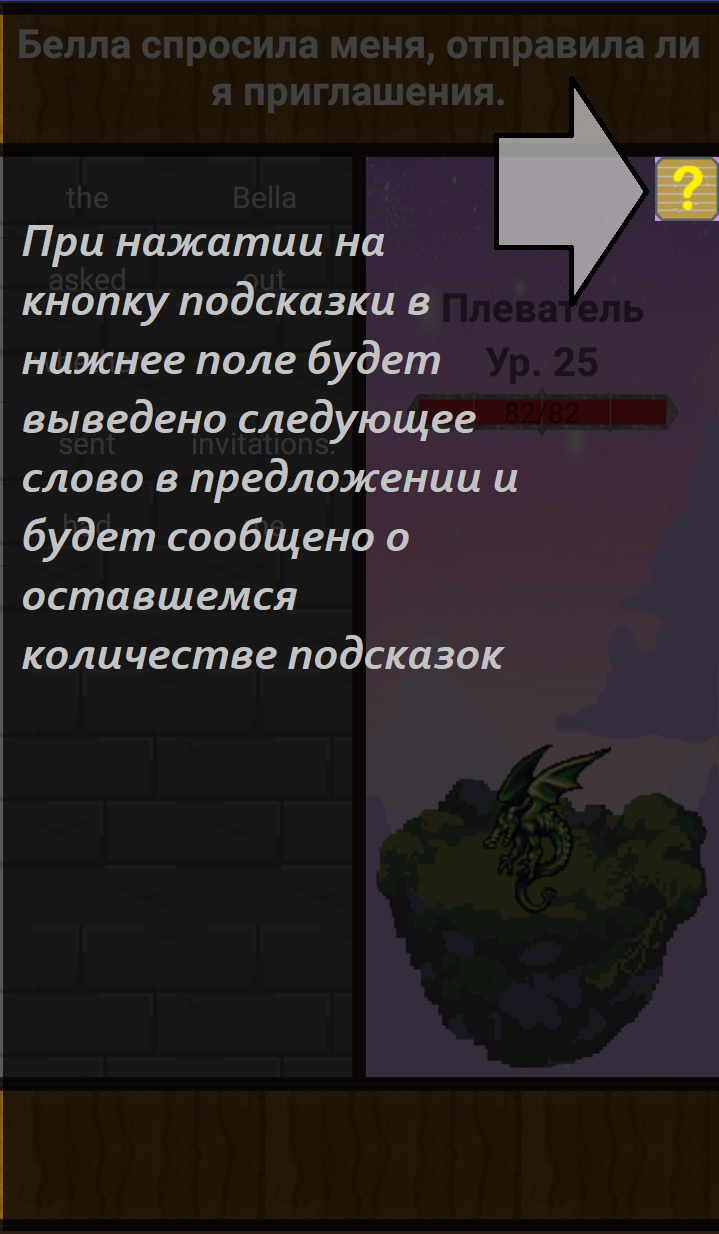 Белла спросила меня, отправила ли
я приглашения.
the Bella
При нажатии на
asked out
кнопку подсказки в
Плеватель
нижнее поле будет
Ур. 25
82/82
выведено следующее
sent invitations.
слово в предложении и
had me
будет сообщено о
оставшемся
количестве подсказок